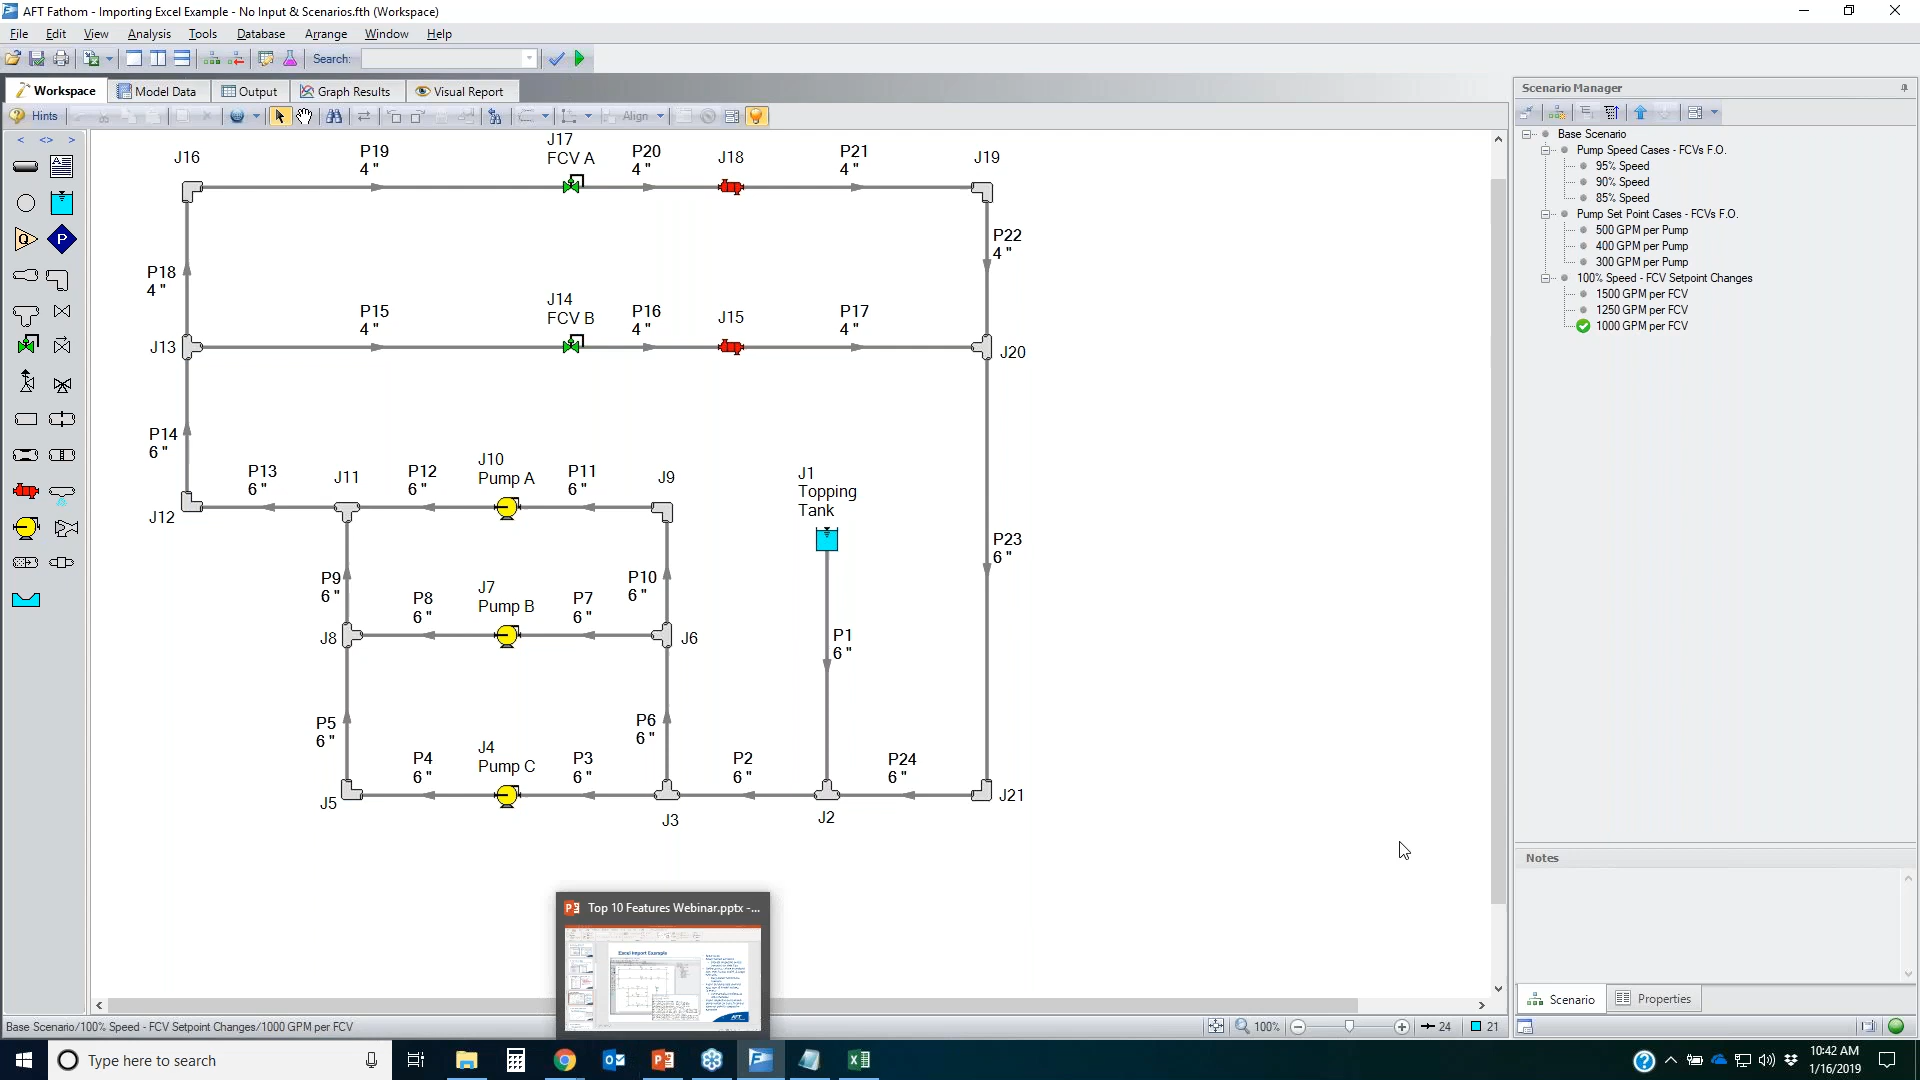 AFT Fathom - Importing Excel Example - No Input & Scenarios.fth (Workspace)
File Edit View Analysis Tools Database Arrange Window Help
Search:
Workspace Model Data Output Graph Results Visual Report
Hints
Align
Scenario Manager
Base Scenario
Pump Speed Cases - FCVs F.O.
95% Speed
90% Speed
85% Speed
Pump Set Point Cases - FCVs F.O.
500 GPM per Pump
400 GPM per Pump
300 GPM per Pump
100% Speed - FCV Setpoint Changes
1500 GPM per FCV
1250 GPM per FCV
1000 GPM per FCV
J16
P19
4 "
J17
FCV A
P20
4 "
J18
P21
4 "
J19
P22
4 "
P18
4 "
P15
4 "
J14
FCV B
P16
4 "
J15
P17
4 "
J13
J20
P14
6 "
P13
6 "
J11
P12
6 "
J10
Pump A
P11
6 "
J9
J1
Topping
Tank
J12
P23
6 "
P9
6 "
P8
6 "
J7
Pump B
P7
6 "
P10
6 "
J8
J6
P1
6 "
P5
6 "
P4
6 "
J4
Pump C
P3
6 "
P6
6 "
P2
6 "
P24
6 "
J5
J3
J2
J21
Notes
Top 10 Features Webinar.pptx -...
Excel Import Example
AFT
Scenario Properties
Base Scenario/100% Speed - FCV Setpoint Changes/1000 GPM per FCV
100%
24
21
Type here to search
10:42 AM
1/16/2019